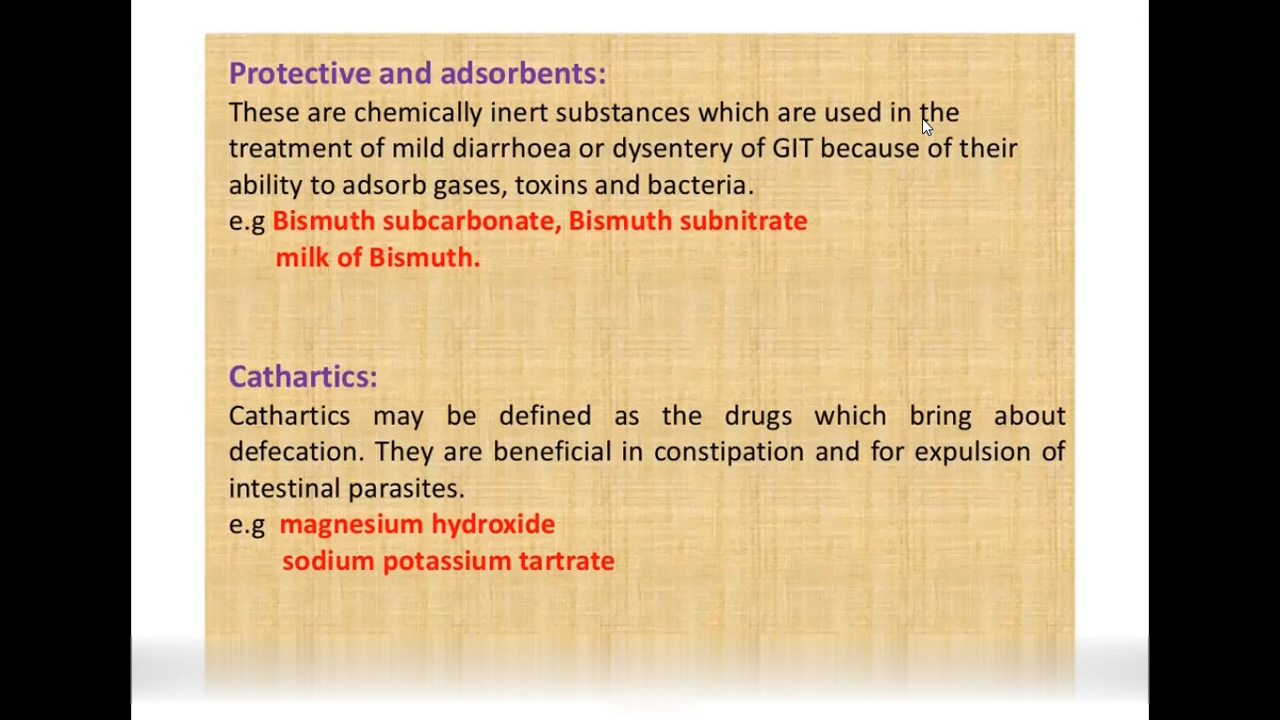 Protective and adsorbents:
These are chemically inert substances which are used in the
treatment of mild diarrhoea or dysentery of GIT because of their
ability to adsorb gases, toxins and bacteria.
e.g Bismuth subcarbonate, Bismuth subnitrate
milk of Bismuth.
Cathartics:
Cathartics may be defined as the drugs which bring about
defecation. They are beneficial in constipation and for expulsion of
intestinal parasites.
e.g magnesium hydroxide
sodium potassium tartrate